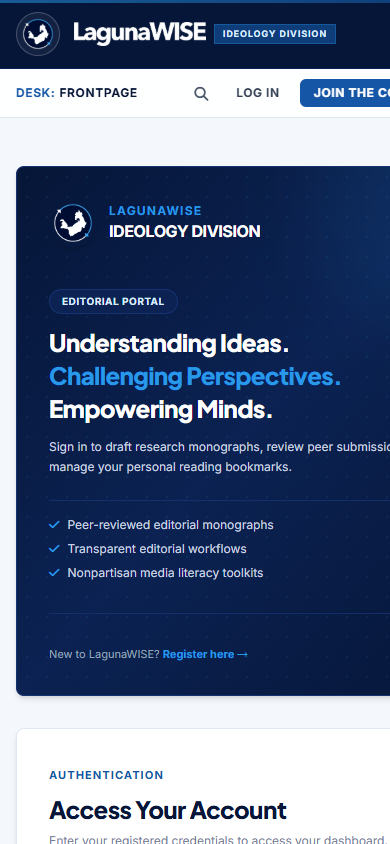 LagunaWISE IDEOLOGY DIVISION
DESK: FRONTPAGE LOG IN JOIN THE
LAGUNAWISE
IDEOLOGY DIVISION
EDITORIAL PORTAL
Understanding Ideas.
Challenging Perspectives.
Empowering Minds.
Sign in to draft research monographs, review peer
manage your personal reading bookmarks.
Peer-reviewed editorial monographs
Transparent editorial workflows
Nonpartisan media literacy toolkits
New to LagunaWISE? Register here →
AUTHENTICATION
Access Your Account
Enter your registered credentials to access your dashboard.